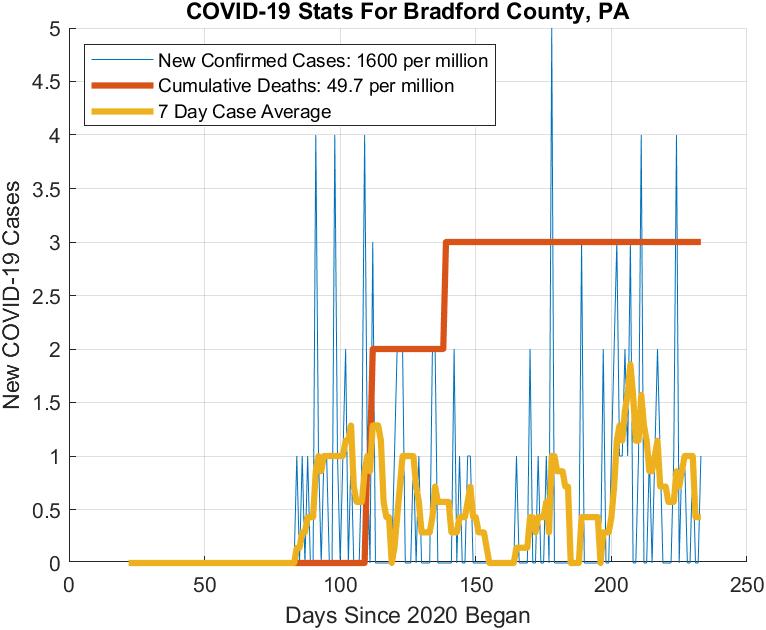 COVID-19 Stats For Bradford County, PA
5
4.5
4
3.5
3
2.5
2
1.5
1
0.5
0
New COVID-19 Cases
New Confirmed Cases: 1600 per million
Cumulative Deaths: 49.7 per million
7 Day Case Average
0 50 100 150 200 250
Days Since 2020 Began